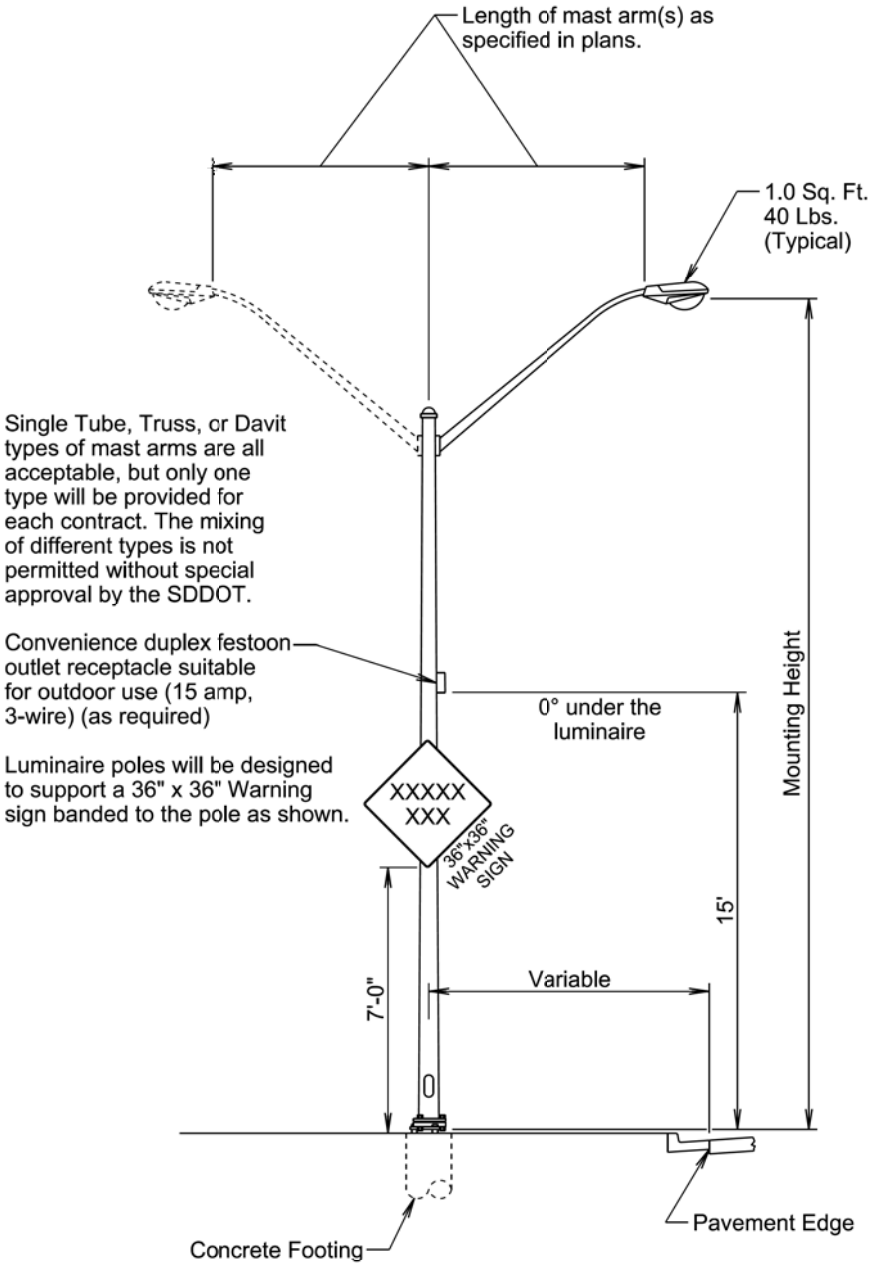 Length of mast arm(s) as
specified in plans.
1.0 Sq. Ft.
40 Lbs.
(Typical)
Single Tube, Truss, or Davit
types of mast arms are all
acceptable, but only one
type will be provided for
each contract. The mixing
of different types is not
permitted without special
approval by the SDDOT.
Convenience duplex festoon
outlet receptacle suitable
for outdoor use (15 amp,
3-wire) (as required)
0° under the
luminaire
Mounting Height
Luminaire poles will be designed
to support a 36" x 36" Warning
sign banded to the pole as shown.
XXXXX
XXX
36"x36"
WARNING
SIGN
15'
7'-0"
Variable
Pavement Edge
Concrete Footing